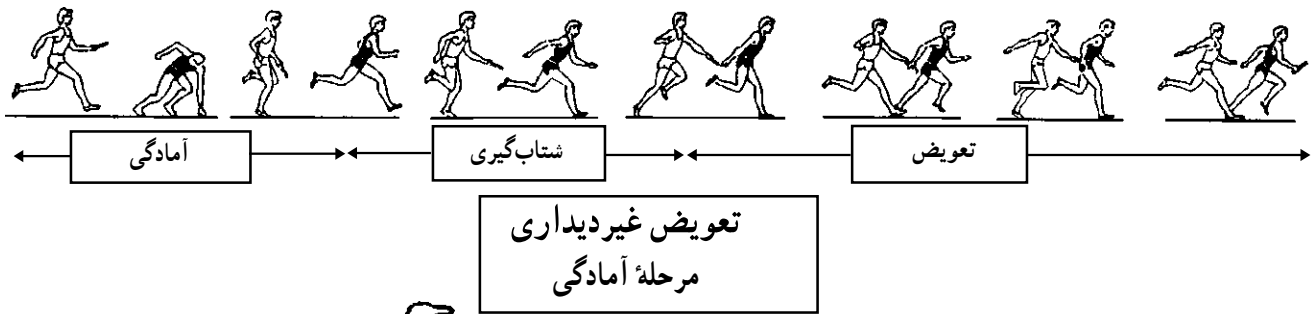 آمادگی
شتاب‌گیری
تعویض
تعویض غیردیداری
مرحلهٔ آمادگی